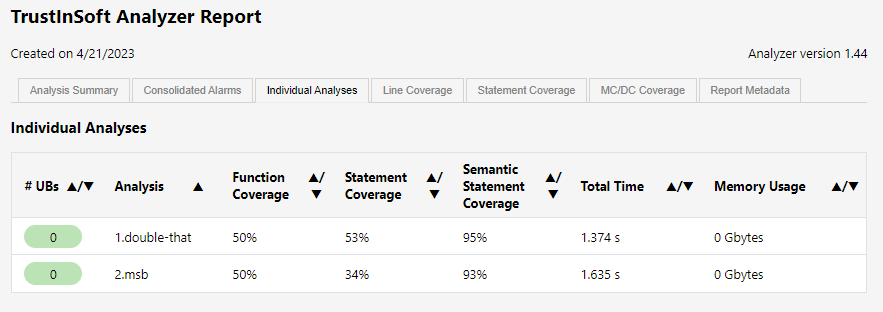 TrustInSoft Analyzer Report
Created on 4/21/2023 Analyzer version 1.44
Analysis Summary Consolidated Alarms Individual Analyses Line Coverage Statement Coverage MC/DC Coverage Report Metadata
Individual Analyses
# UBs ▲/▼ Analysis ▲ Function Coverage ▲/▼ Statement Coverage ▲/▼ Semantic Statement Coverage ▲/▼ Total Time ▲/▼ Memory Usage ▲/▼
0 1.double-that 50% 53% 95% 1.374 s 0 Gbytes
0 2.msb 50% 34% 93% 1.635 s 0 Gbytes